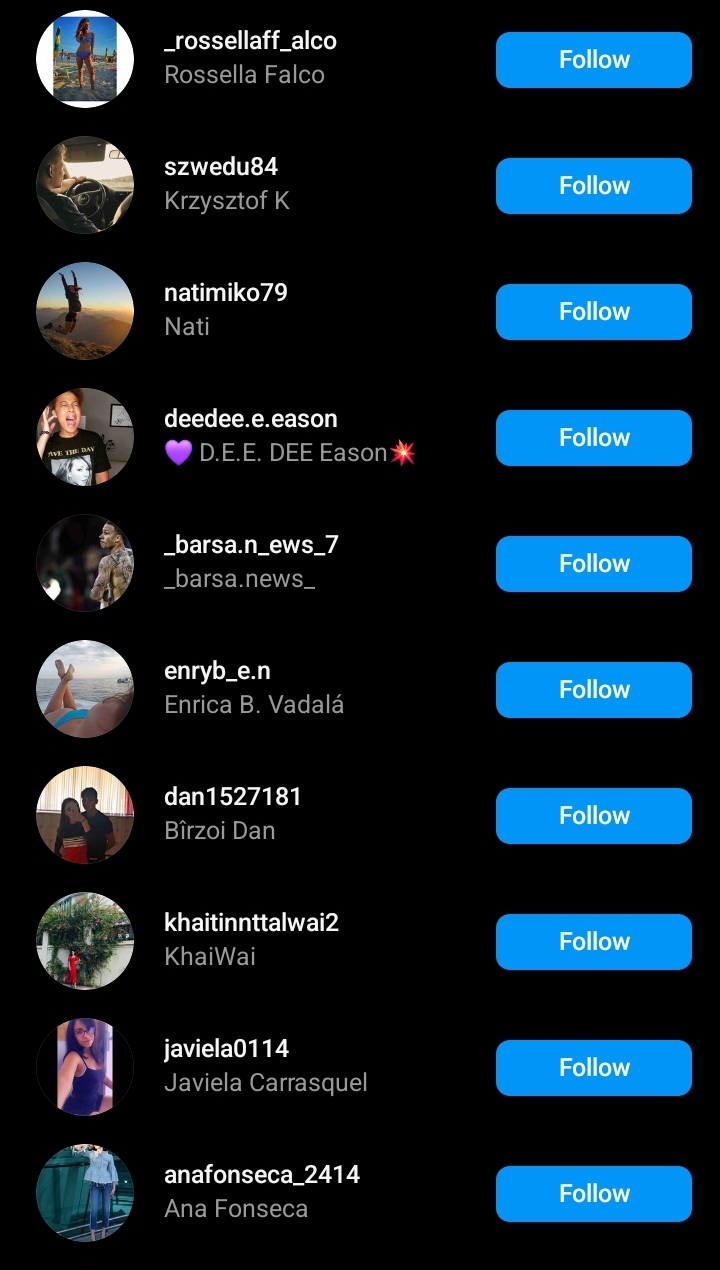 _rossellaff_alco
Rossella Falco
Follow
szwedu84
Krzysztof K
Follow
natimiko79
Nati
Follow
deedee.e.eason
💜 D.E.E. DEE Eason💥
Follow
_barsa.n_ews_7
_barsa.news_
Follow
enryb_e.n
Enrica B. Vadalá
Follow
dan1527181
Bîrzoi Dan
Follow
khaitinnttalwai2
KhaiWai
Follow
javiela0114
Javiela Carrasquel
Follow
anafonseca_2414
Ana Fonseca
Follow